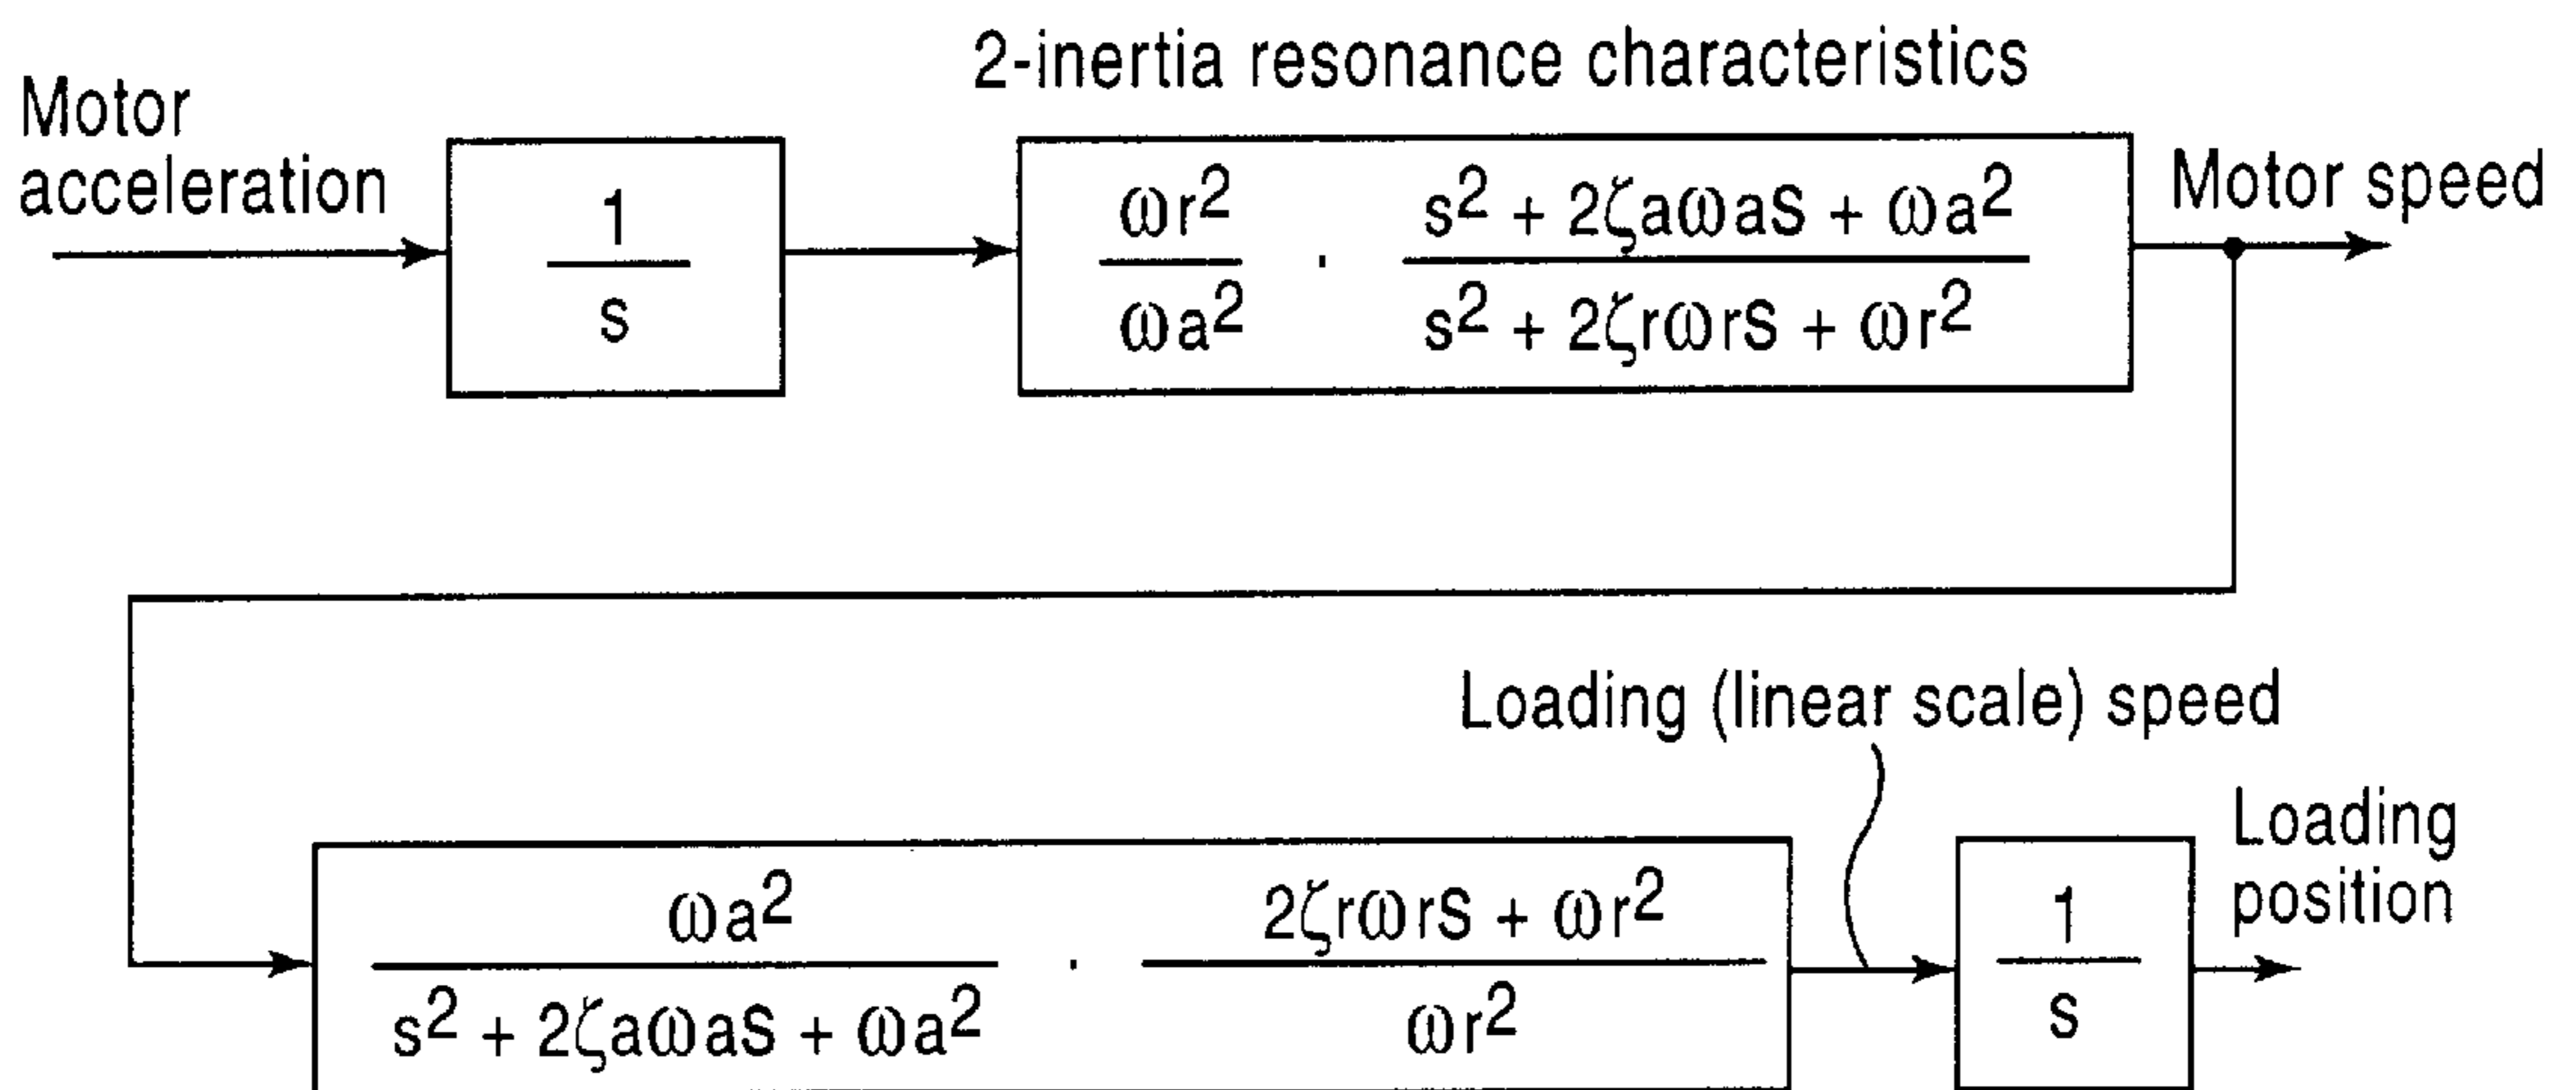 2-inertia resonance characteristics
Motor
acceleration
1
s
ωr²
ωa²
·
s² + 2ζaωas + ωa²
s² + 2ζrωrs + ωr²
Motor speed
Loading (linear scale) speed
ωa²
s² + 2ζaωas + ωa²
·
2ζrωrs + ωr²
ωr²
1
s
Loading
position